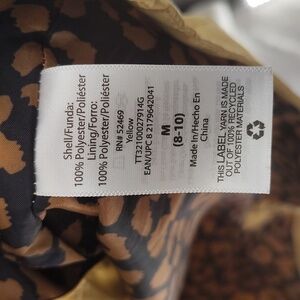 Shell/Funda:
100% Polyester/Poliéster
Lining/Forro:
100% Polyester/Poliéster
RN# 52469
Yellow
TT132100027914G
EAN/UPC 8 2179642041
M
(8-10)
Made in/Hecho En
China
THIS LABEL YARN IS MADE
OUT OF 100% RECYCLED
POLYESTER MATERIALS